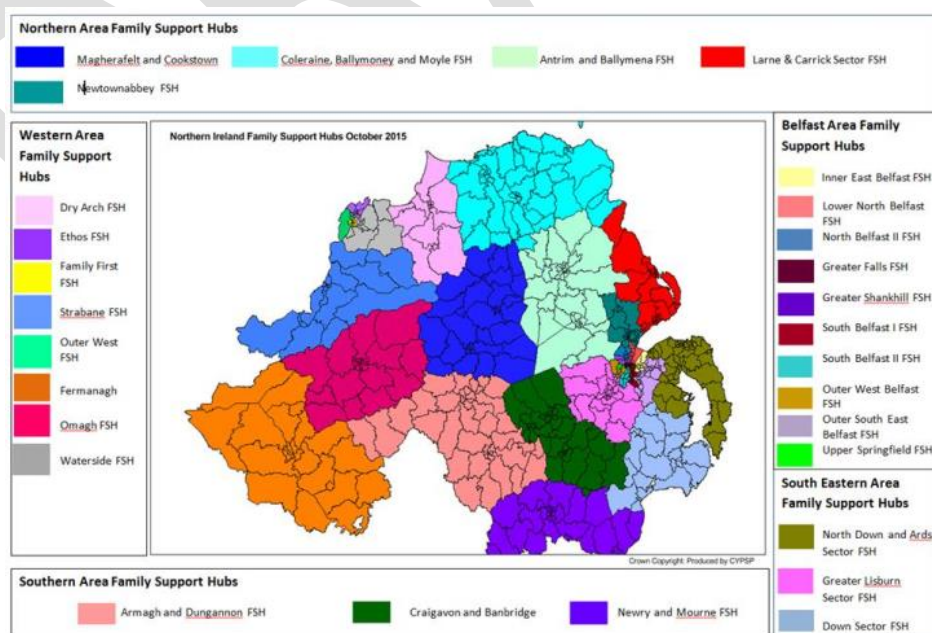 Northern Area Family Support Hubs
Magherafelt and Cookstown
Coleraine, Ballymoney and Moyle FSH
Antrim and Ballymena FSH
Larne & Carrick Sector FSH
Newtownabbey FSH
Western Area
Family Support
Hubs
Dry Arch FSH
Ethos FSH
Family First
FSH
Strabane FSH
Outer West
FSH
Fermanagh
Omagh FSH
Waterside FSH
Northern Ireland Family Support Hubs October 2015
Crown Copyright: Produced by CYPSP
Belfast Area Family
Support Hubs
Inner East Belfast FSH
Lower North Belfast
FSH
North Belfast II FSH
Greater Falls FSH
Greater Shankhill FSH
South Belfast I FSH
South Belfast II FSH
Outer West Belfast
FSH
Outer South East
Belfast FSH
Upper Springfield FSH
South Eastern Area
Family Support Hubs
North Down and Ards
Sector FSH
Greater Lisburn
Sector FSH
Down Sector FSH
Southern Area Family Support Hubs
Armagh and Dungannon FSH
Craigavon and Banbridge
Newry and Mourne FSH